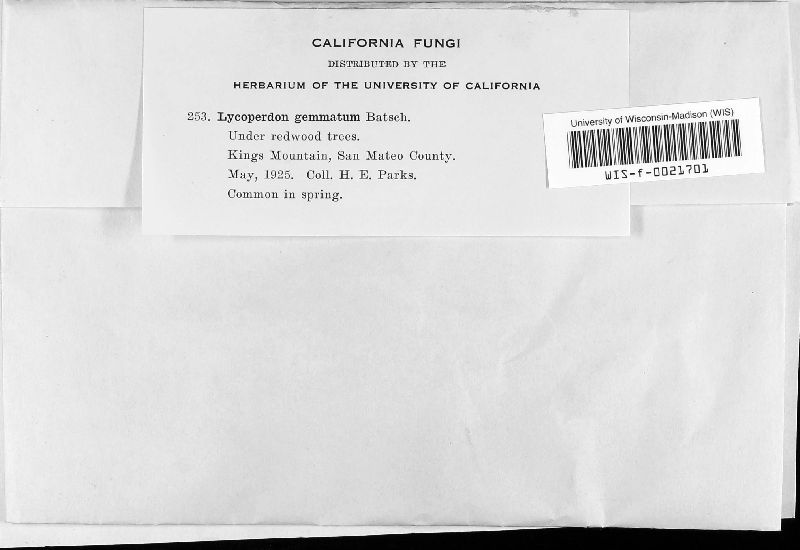 CALIFORNIA FUNGI
DISTRIBUTED BY THE
HERBARIUM OF THE UNIVERSITY OF CALIFORNIA
253. Lycoperdon gemmatum Batsch.
Under redwood trees.
Kings Mountain, San Mateo County.
May, 1925. Coll. H. E. Parks.
Common in spring.
University of Wisconsin-Madison (WIS)
WIS-f-0021701